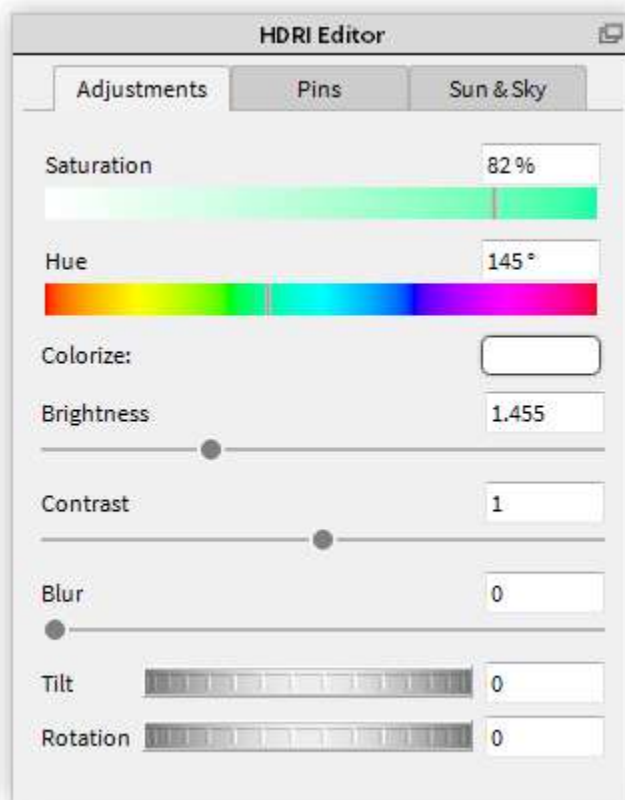 HDRI Editor
Adjustments Pins Sun & Sky
Saturation 82 %
Hue 145°
Colorize:
Brightness 1.455
Contrast 1
Blur 0
Tilt 0
Rotation 0